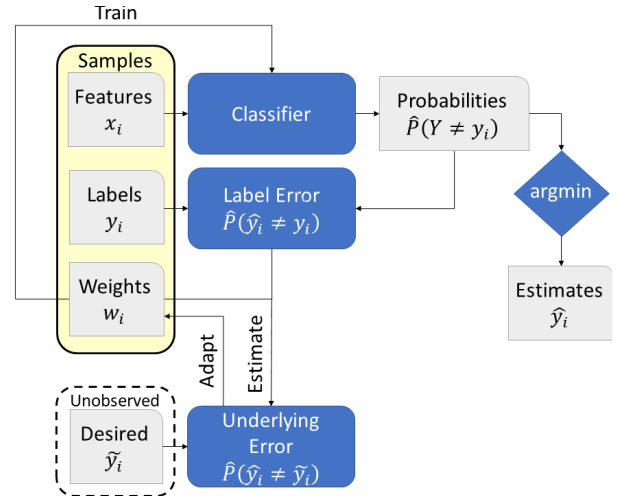 Train
Samples
Features
x_i
Classifier
Probabilities
P̂(Y ≠ y_i)
Labels
y_i
Label Error
P̂(ŷ_i ≠ y_i)
argmin
Weights
w_i
Estimates
ŷ_i
Adapt
Estimate
Unobserved
Desired
ỹ_i
Underlying
Error
P̂(ŷ_i ≠ ỹ_i)